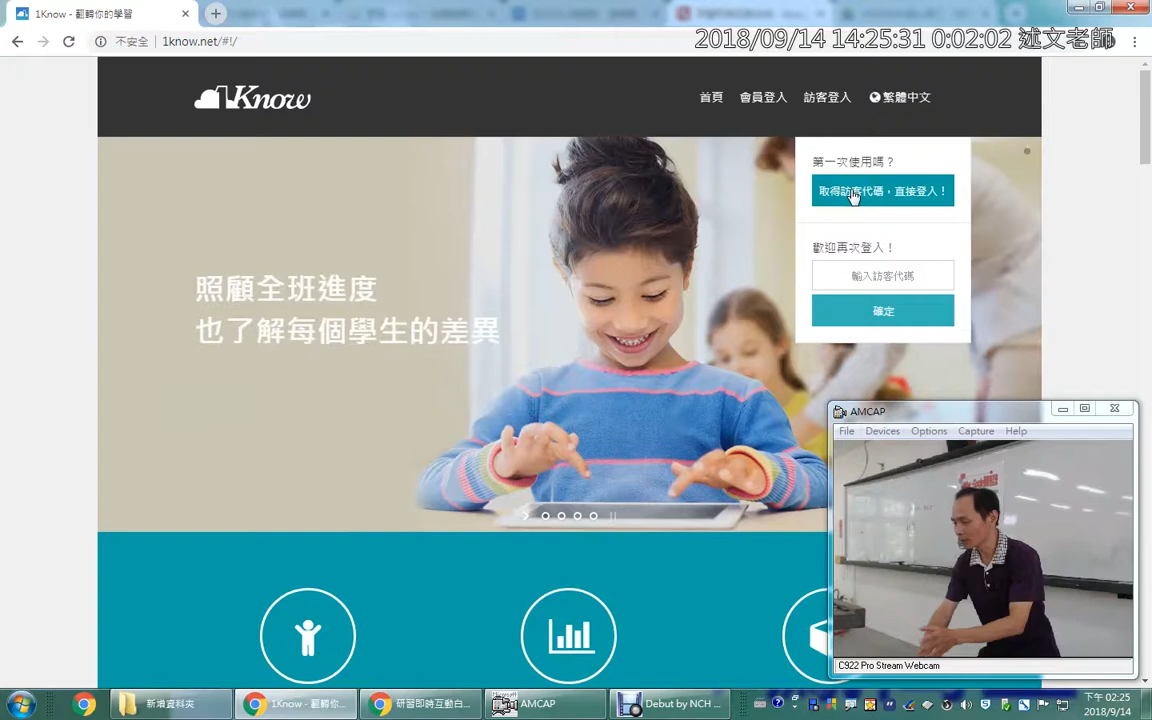 1Know - 翻轉你的學習
不安全 | 1know.net/#!/
2018/09/14 14:25:31 0:02:02 述文老師
1Know
首頁 會員登入 訪客登入 繁體中文
第一次使用嗎？
取得訪客代碼，直接登入！
歡迎再次登入！
輸入訪客代碼
確定
照顧全班進度
也了解每個學生的差異
AMCAP
File Devices Options Capture Help
C922 Pro Stream Webcam
新增資料夾
1Know - 翻轉你...
研習即時互動白...
AMCAP
Debut by NCH ...
下午 02:25
2018/9/14